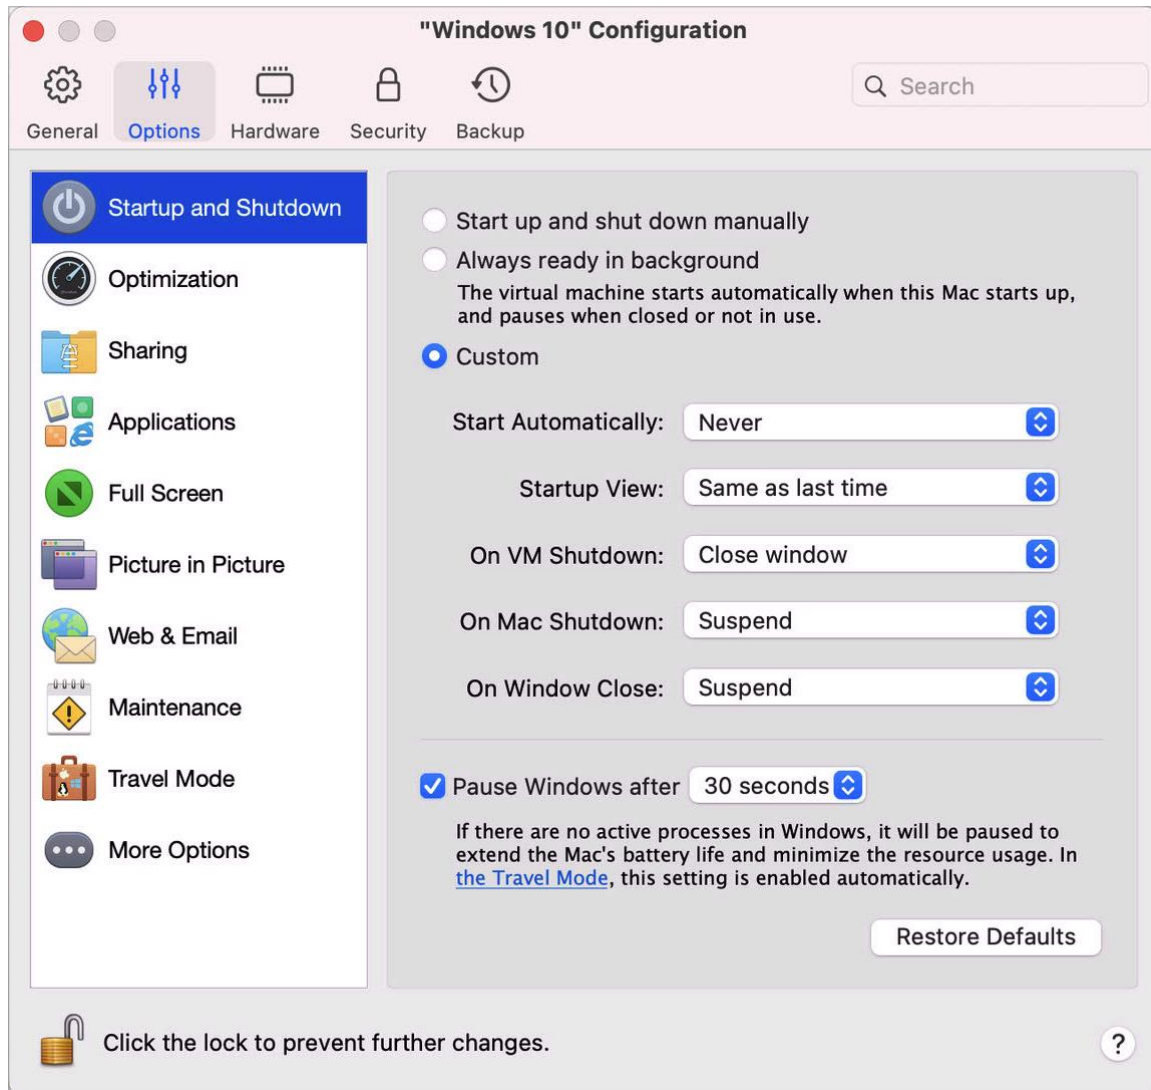 "Windows 10" Configuration
General
Options
Hardware
Security
Backup
Search
Startup and Shutdown
Optimization
Sharing
Applications
Full Screen
Picture in Picture
Web & Email
Maintenance
Travel Mode
More Options
Start up and shut down manually
Always ready in background
The virtual machine starts automatically when this Mac starts up,
and pauses when closed or not in use.
Custom
Start Automatically: Never
Startup View: Same as last time
On VM Shutdown: Close window
On Mac Shutdown: Suspend
On Window Close: Suspend
Pause Windows after 30 seconds
If there are no active processes in Windows, it will be paused to
extend the Mac's battery life and minimize the resource usage. In
the Travel Mode, this setting is enabled automatically.
Restore Defaults
Click the lock to prevent further changes.
?